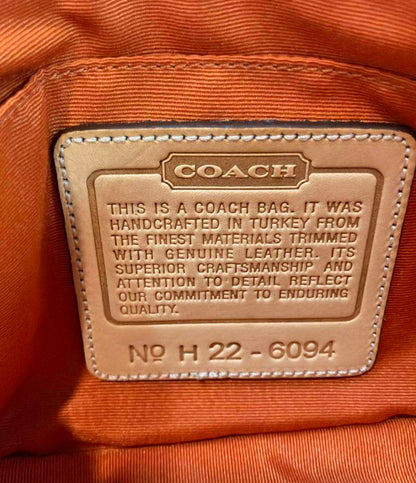 COACH
THIS IS A COACH BAG. IT WAS
HANDCRAFTED IN TURKEY FROM
THE FINEST MATERIALS TRIMMED
WITH GENUINE LEATHER. ITS
SUPERIOR CRAFTSMANSHIP AND
ATTENTION TO DETAIL REFLECT
OUR COMMITMENT TO ENDURING
QUALITY.
Nº H 22 - 6094